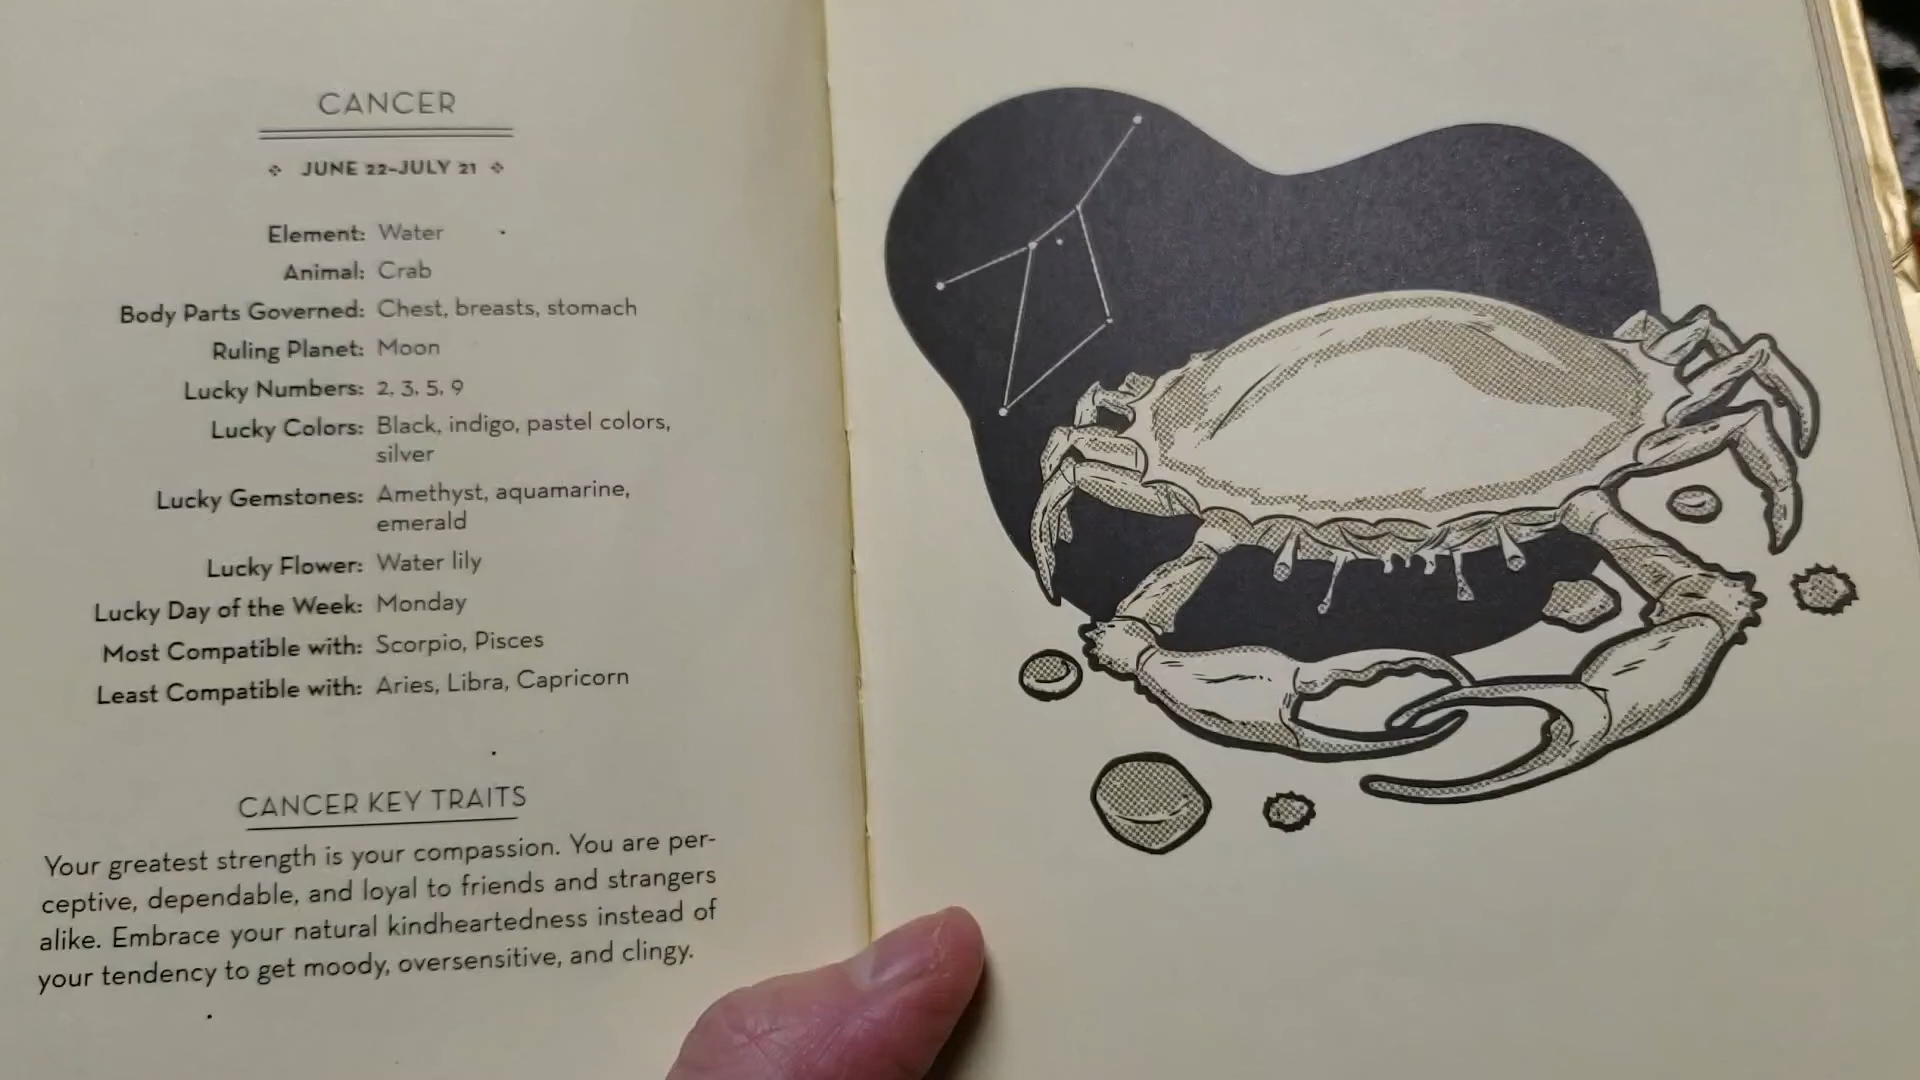 CANCER
JUNE 22–JULY 21
Element: Water
Animal: Crab
Body Parts Governed: Chest, breasts, stomach
Ruling Planet: Moon
Lucky Numbers: 2, 3, 5, 9
Lucky Colors: Black, indigo, pastel colors,
silver
Lucky Gemstones: Amethyst, aquamarine,
emerald
Lucky Flower: Water lily
Lucky Day of the Week: Monday
Most Compatible with: Scorpio, Pisces
Least Compatible with: Aries, Libra, Capricorn
CANCER KEY TRAITS
Your greatest strength is your compassion. You are per-
ceptive, dependable, and loyal to friends and strangers
alike. Embrace your natural kindheartedness instead of
your tendency to get moody, oversensitive, and clingy.